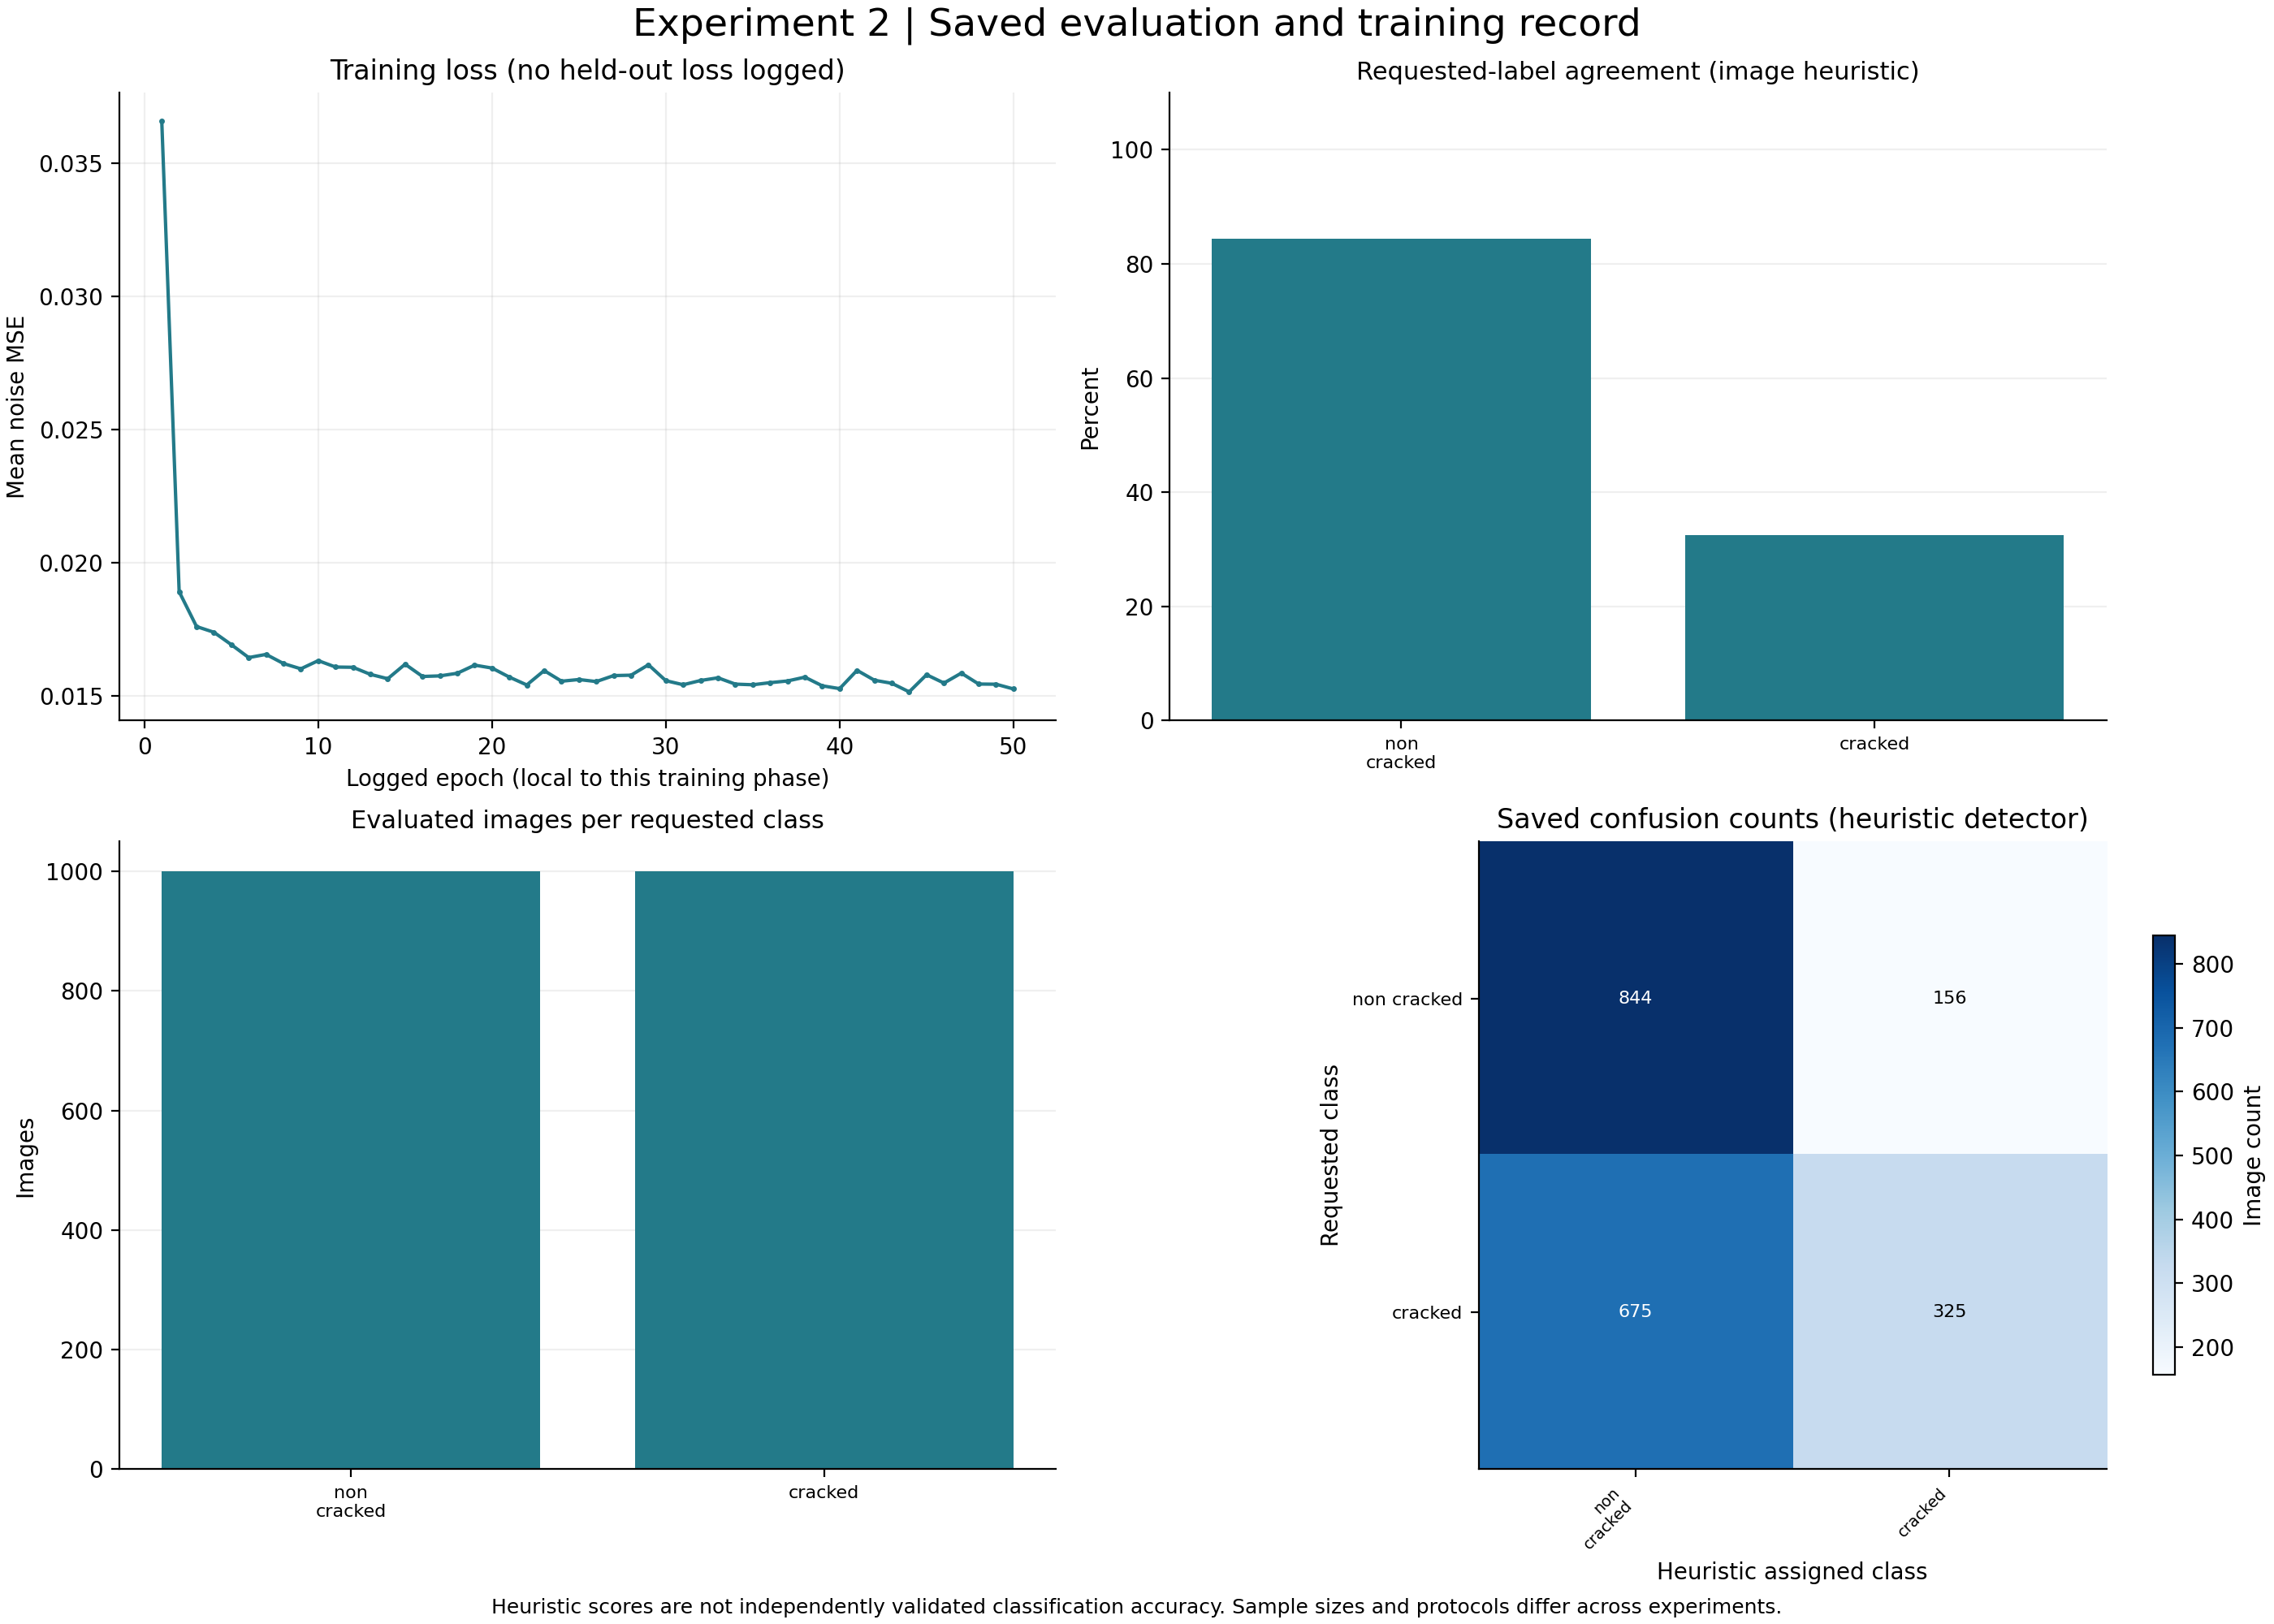 Experiment 2 | Saved evaluation and training record
Training loss (no held-out loss logged)
Mean noise MSE
0.035
0.030
0.025
0.020
0.015
0
10
20
30
40
50
Logged epoch (local to this training phase)
Requested-label agreement (image heuristic)
Percent
100
80
60
40
20
0
non
cracked
cracked
Evaluated images per requested class
Images
1000
800
600
400
200
0
non
cracked
cracked
Saved confusion counts (heuristic detector)
Requested class
non cracked
cracked
844
156
675
325
non
cracked
cracked
Heuristic assigned class
800
700
600
500
400
300
200
Image count
Heuristic scores are not independently validated classification accuracy. Sample sizes and protocols differ across experiments.